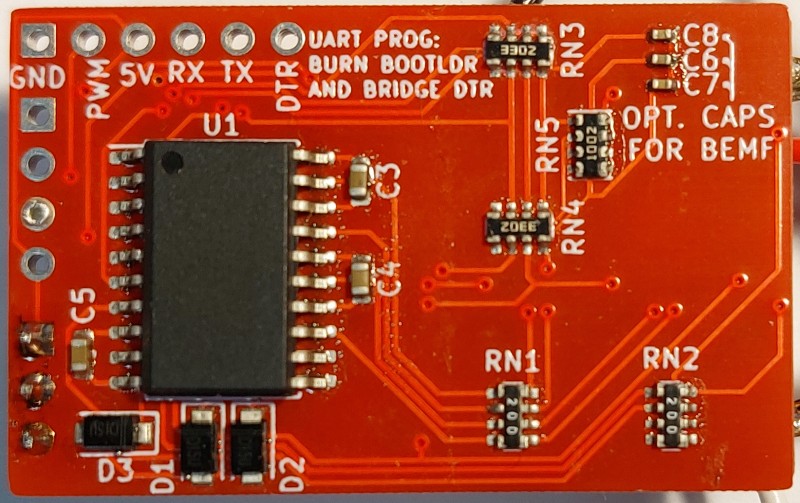 GND PWM 5V RX TX DTR
UART PROG:
BURN BOOTLDR
AND BRIDGE DTR
3302
RN3
C8
C6
C7
OPT. CAPS
FOR BEMF
U1
RN5
1002
C3
3302
RN4
C4
C5
RN1
200
RN2
200
D3
D1
D2